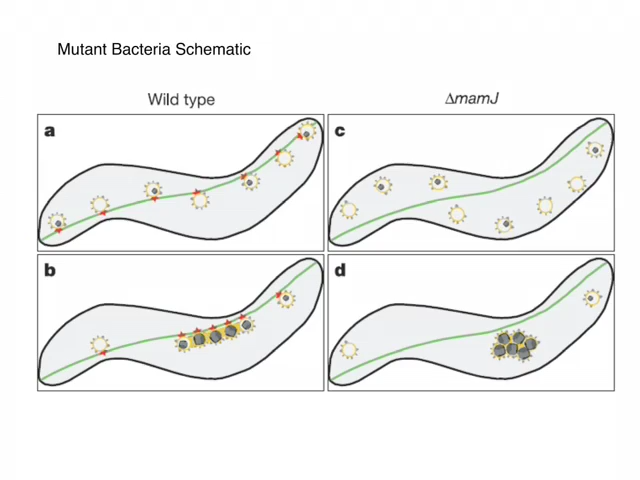 Mutant Bacteria Schematic
Wild type
ΔmamJ
a
c
b
d